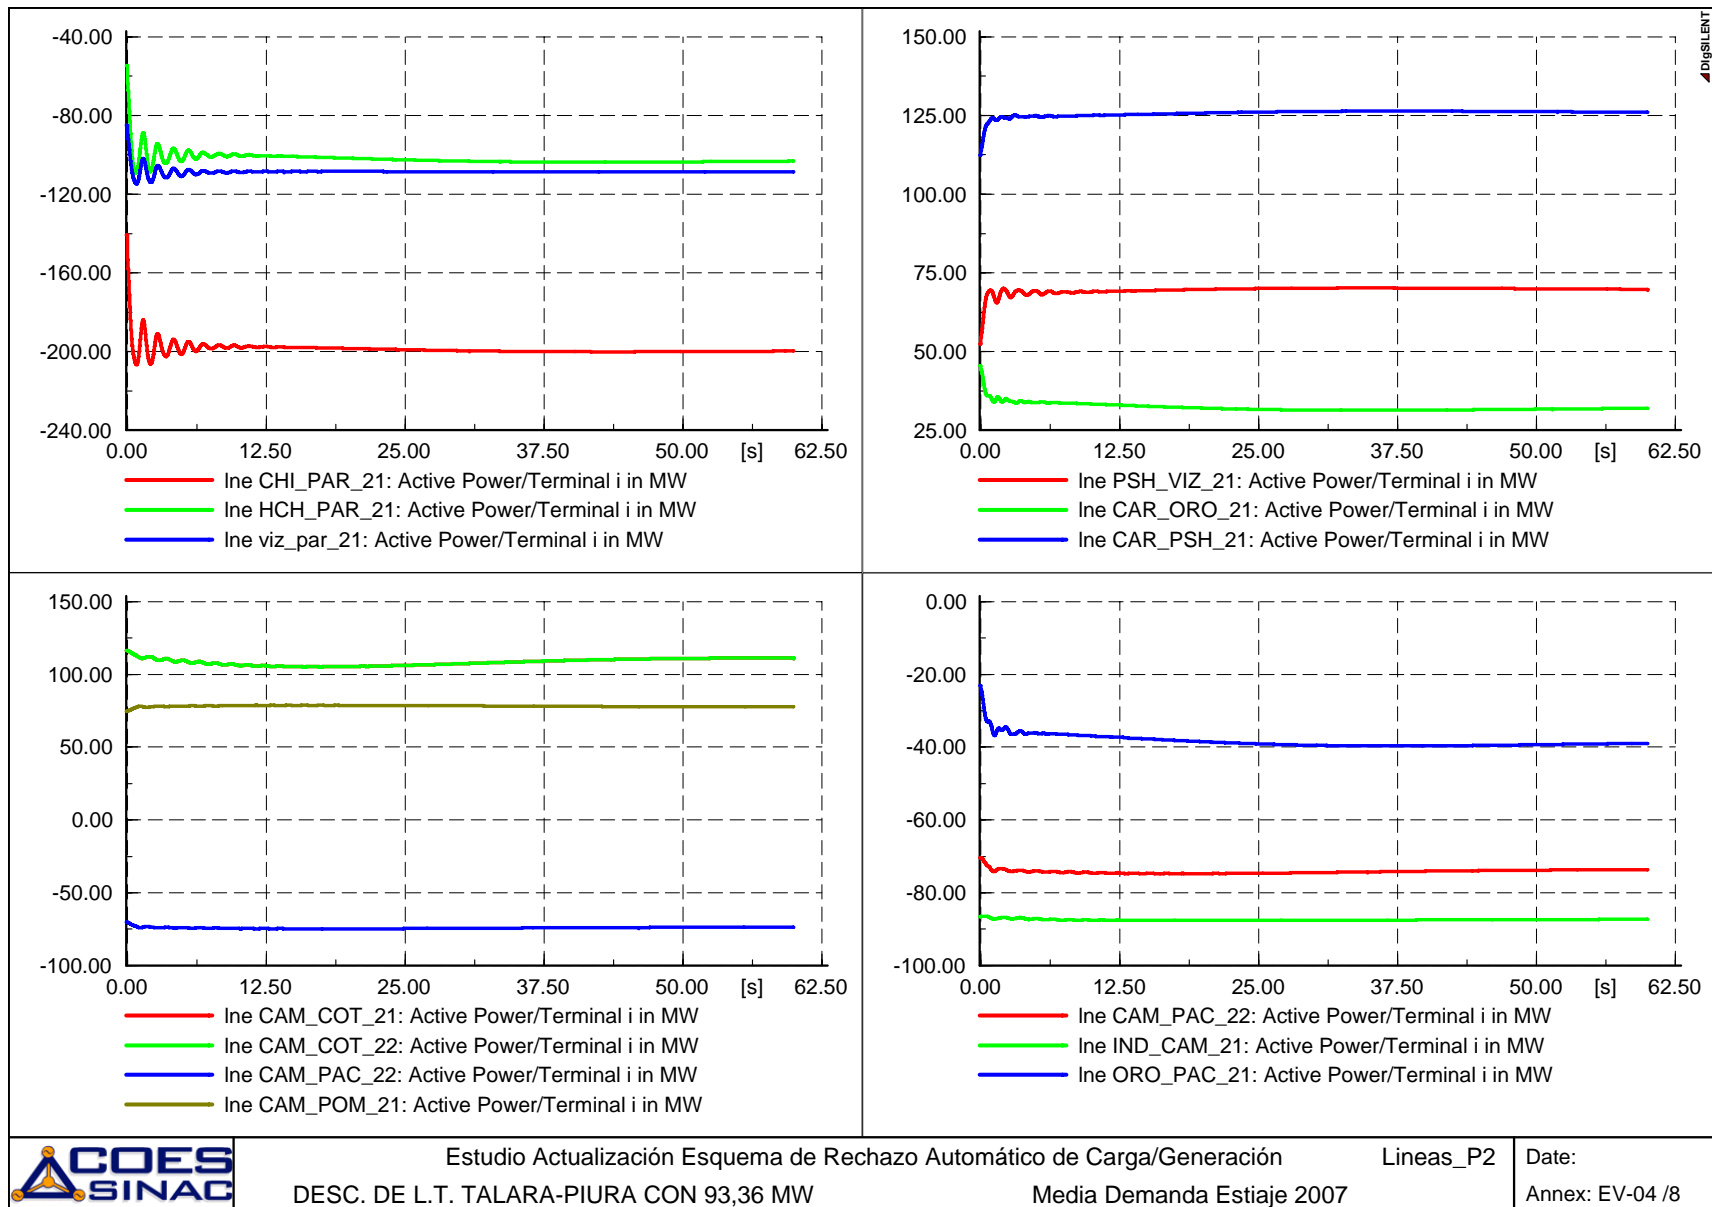 DIgSILENT
-40.00
-80.00
-120.00
-160.00
-200.00
-240.00
0.00 12.50 25.00 37.50 50.00 [s] 62.50
lne CHI_PAR_21: Active Power/Terminal i in MW
lne HCH_PAR_21: Active Power/Terminal i in MW
lne viz_par_21: Active Power/Terminal i in MW
150.00
125.00
100.00
75.00
50.00
25.00
0.00 12.50 25.00 37.50 50.00 [s] 62.50
lne PSH_VIZ_21: Active Power/Terminal i in MW
lne CAR_ORO_21: Active Power/Terminal i in MW
lne CAR_PSH_21: Active Power/Terminal i in MW
150.00
100.00
50.00
0.00
-50.00
-100.00
0.00 12.50 25.00 37.50 50.00 [s] 62.50
lne CAM_COT_21: Active Power/Terminal i in MW
lne CAM_COT_22: Active Power/Terminal i in MW
lne CAM_PAC_22: Active Power/Terminal i in MW
lne CAM_POM_21: Active Power/Terminal i in MW
0.00
-20.00
-40.00
-60.00
-80.00
-100.00
0.00 12.50 25.00 37.50 50.00 [s] 62.50
lne CAM_PAC_22: Active Power/Terminal i in MW
lne IND_CAM_21: Active Power/Terminal i in MW
lne ORO_PAC_21: Active Power/Terminal i in MW
COES
SINAC
Estudio Actualización Esquema de Rechazo Automático de Carga/Generación Lineas_P2
DESC. DE L.T. TALARA-PIURA CON 93,36 MW Media Demanda Estiaje 2007
Date:
Annex: EV-04 /8